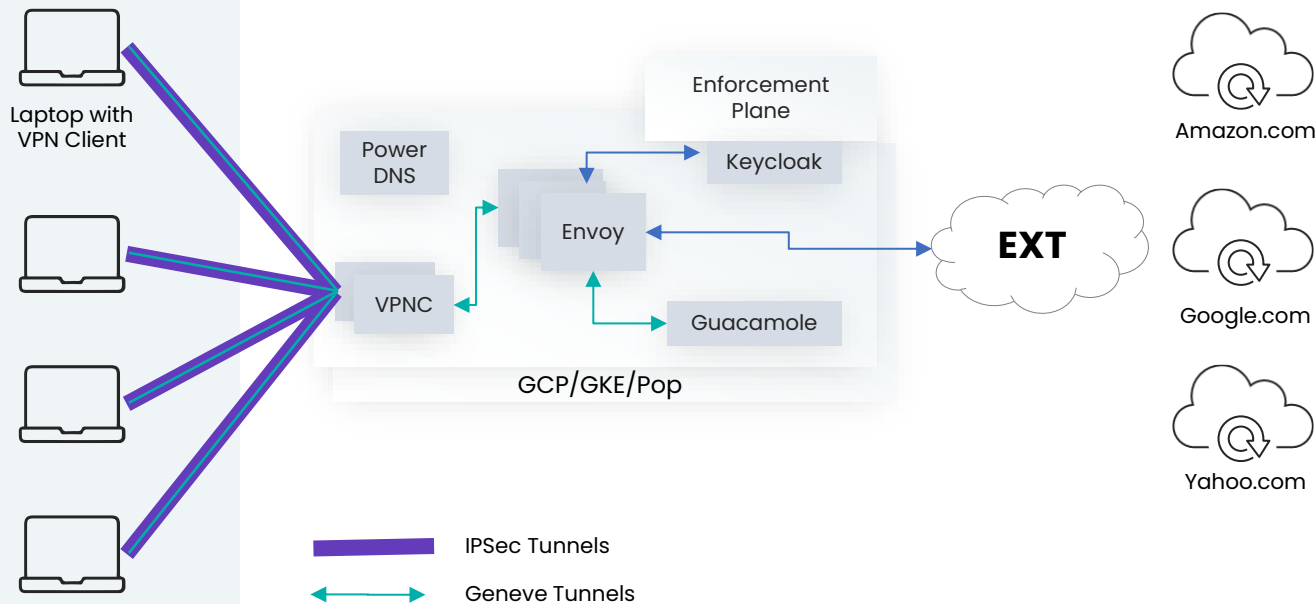 Laptop with
VPN Client
Power
DNS
Enforcement
Plane
Keycloak
Envoy
VPNC
Guacamole
GCP/GKE/Pop
EXT
Amazon.com
Google.com
Yahoo.com
IPSec Tunnels
Geneve Tunnels